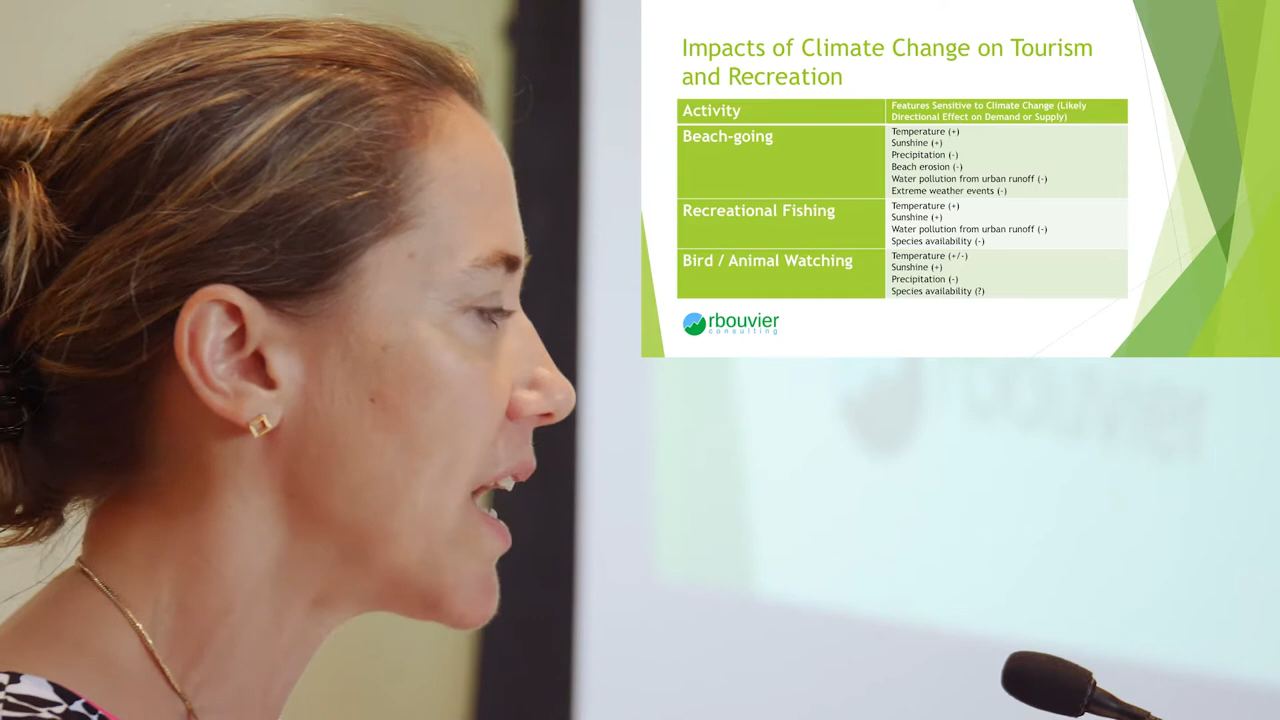 Impacts of Climate Change on Tourism
and Recreation
Activity
Features Sensitive to Climate Change (Likely
Directional Effect on Demand or Supply)
Beach-going
Temperature (+)
Sunshine (+)
Precipitation (-)
Beach erosion (-)
Water pollution from urban runoff (-)
Extreme weather events (-)
Recreational Fishing
Temperature (+)
Sunshine (+)
Water pollution from urban runoff (-)
Species availability (-)
Bird / Animal Watching
Temperature (+/-)
Sunshine (+)
Precipitation (-)
Species availability (?)
rbouvier
consulting